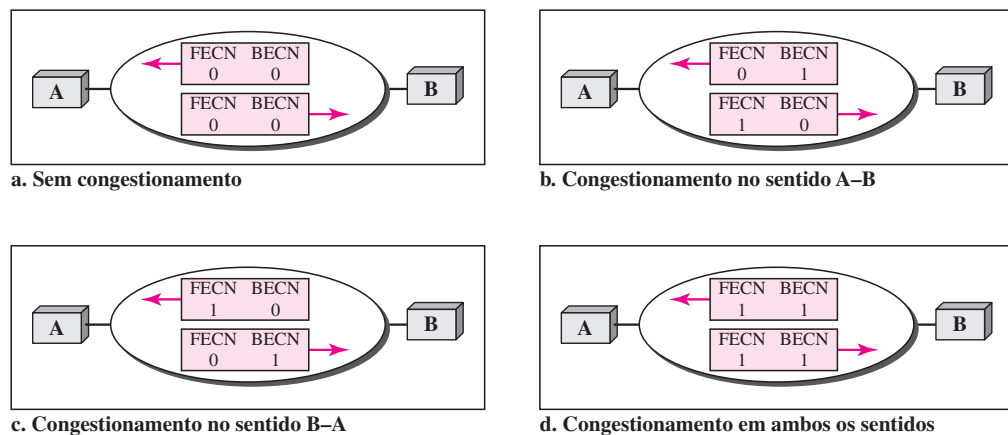 FECN BECN
0 0
A
B
FECN BECN
0 0
a. Sem congestionamento
FECN BECN
0 1
A
B
FECN BECN
1 0
b. Congestionamento no sentido A–B
FECN BECN
1 0
A
B
FECN BECN
0 1
c. Congestionamento no sentido B–A
FECN BECN
1 1
A
B
FECN BECN
1 1
d. Congestionamento em ambos os sentidos